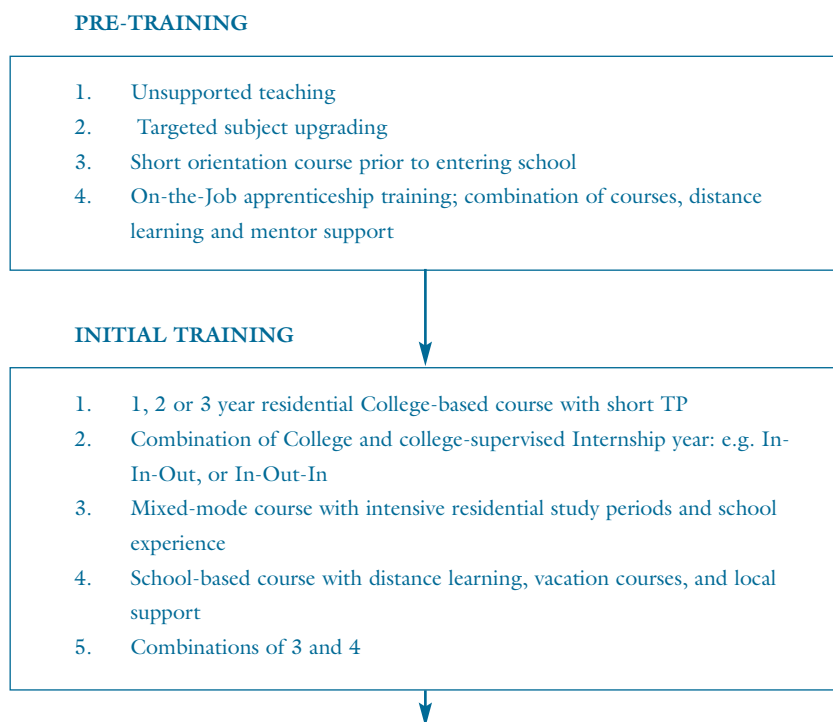 PRE-TRAINING
1. Unsupported teaching
2. Targeted subject upgrading
3. Short orientation course prior to entering school
4. On-the-Job apprenticeship training; combination of courses, distance
learning and mentor support
INITIAL TRAINING
1. 1, 2 or 3 year residential College-based course with short TP
2. Combination of College and college-supervised Internship year: e.g. In-
In-Out, or In-Out-In
3. Mixed-mode course with intensive residential study periods and school
experience
4. School-based course with distance learning, vacation courses, and local
support
5. Combinations of 3 and 4